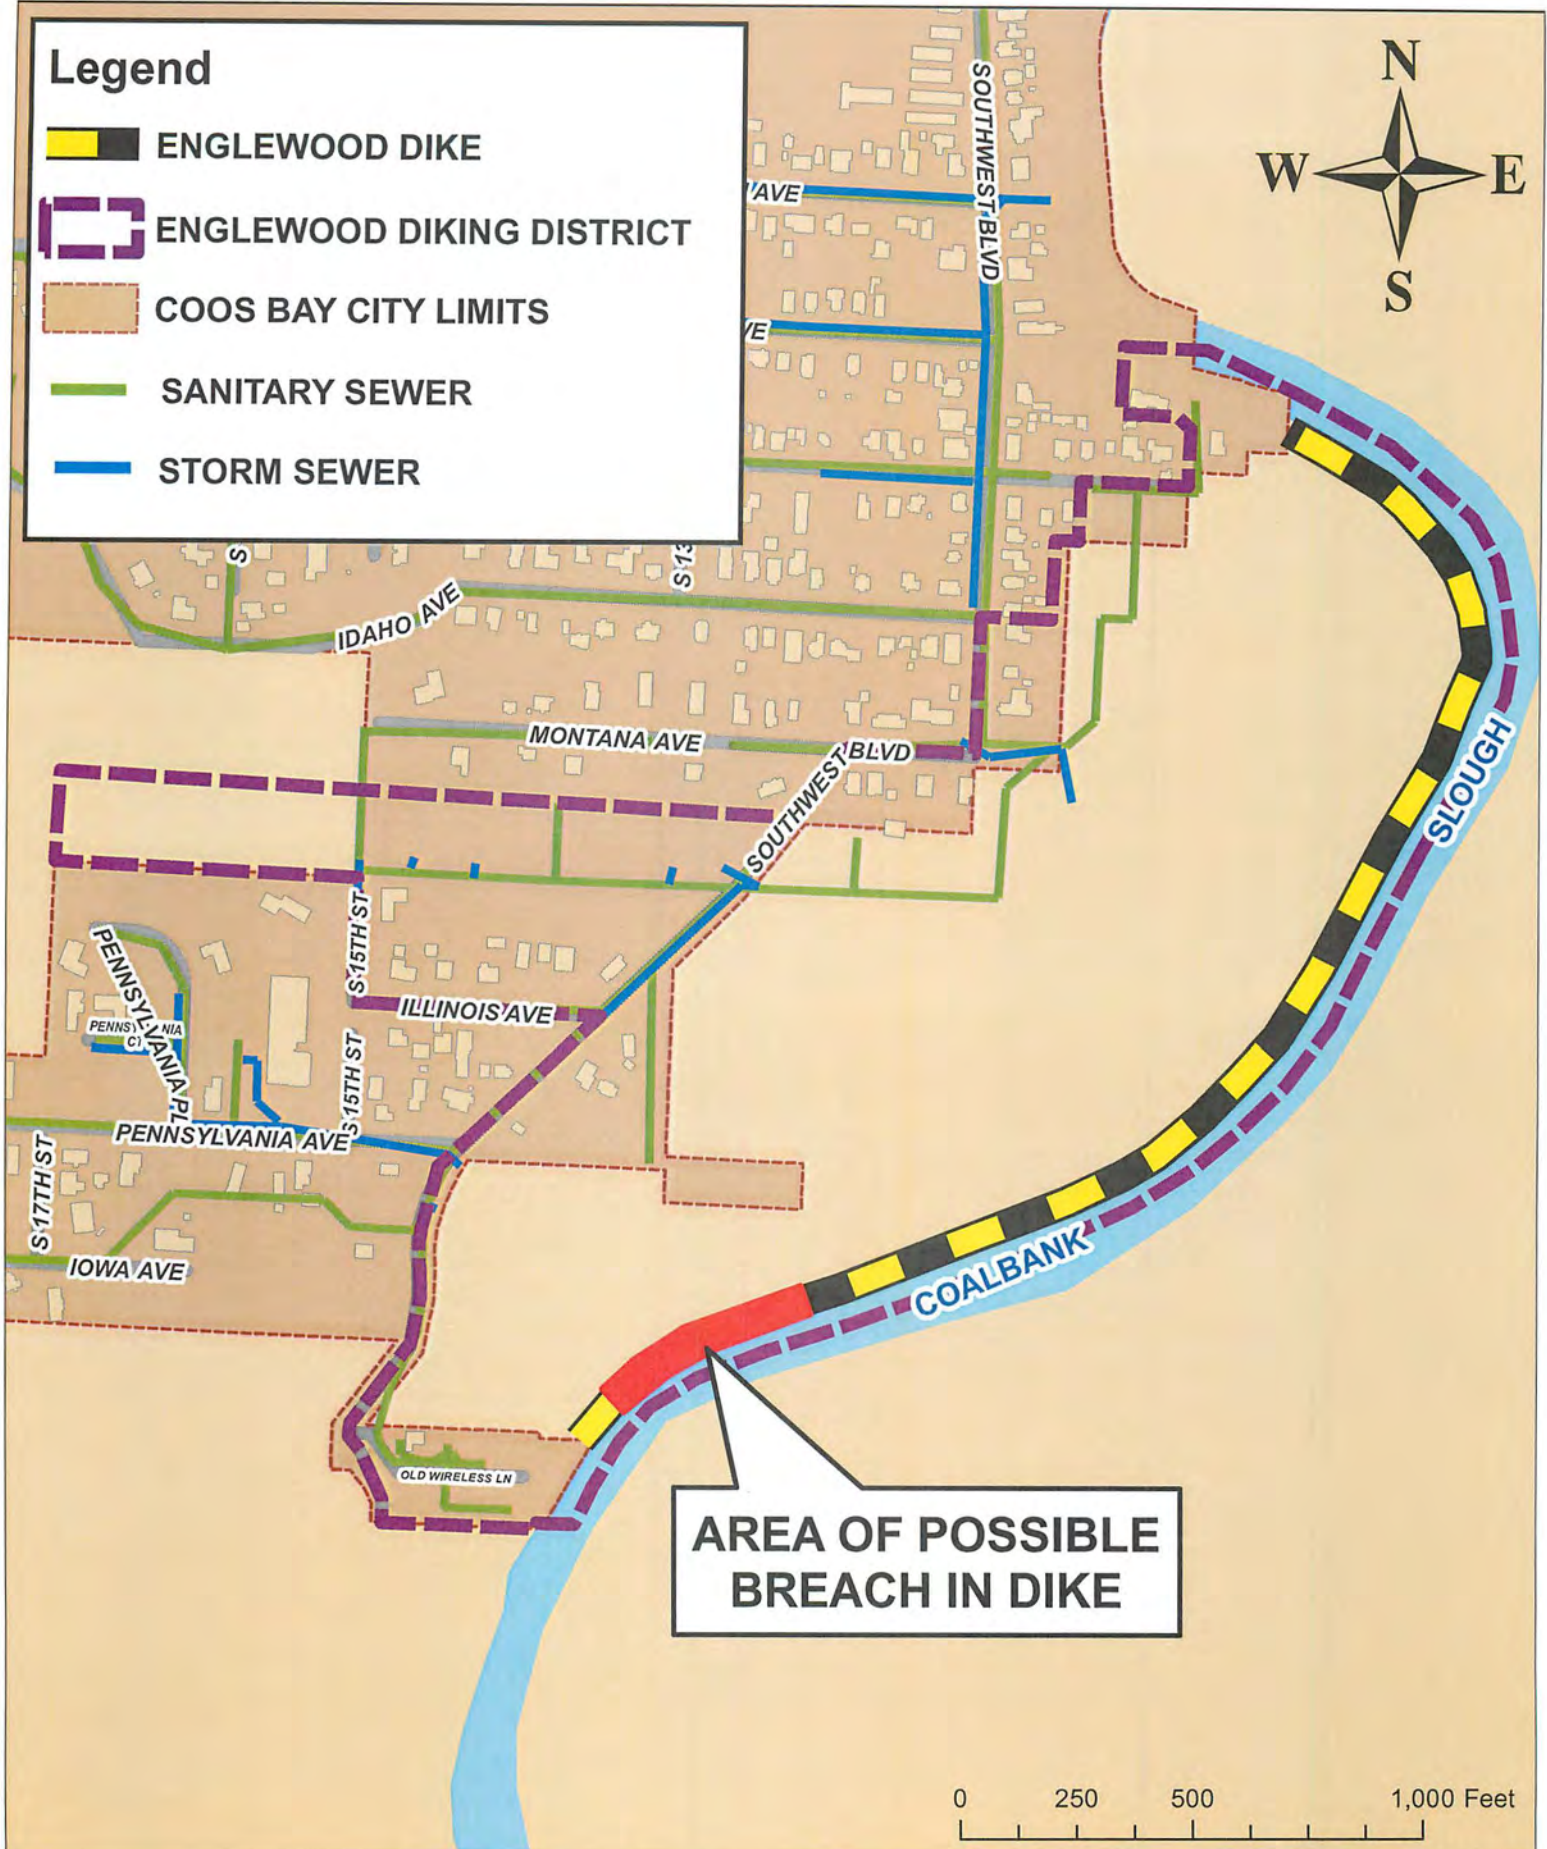 Legend
ENGLEWOOD DIKE
ENGLEWOOD DIKING DISTRICT
COOS BAY CITY LIMITS
SANITARY SEWER
STORM SEWER
N
W E
S
SOUTHWEST BLVD
AVE
S 13
S
IDAHO AVE
MONTANA AVE
SOUTHWEST BLVD
SLOUGH
S 15TH ST
ILLINOIS AVE
PENNSYLVANIA PL
CT
S 15TH ST
PENNSYLVANIA AVE
S 17TH ST
IOWA AVE
COALBANK
OLD WIRELESS LN
AREA OF POSSIBLE
BREACH IN DIKE
0 250 500 1,000 Feet